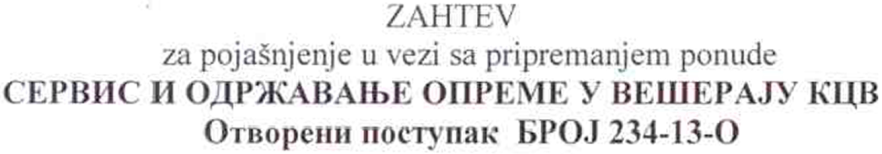 ZAHTEV
za pojašnjenje u vezi sa pripremanjem ponude
СЕРВИС И ОДРЖАВАЊЕ ОПРЕМЕ У ВЕШЕРАЈУ КЦВ
Отворени поступак БРОЈ 234-13-О